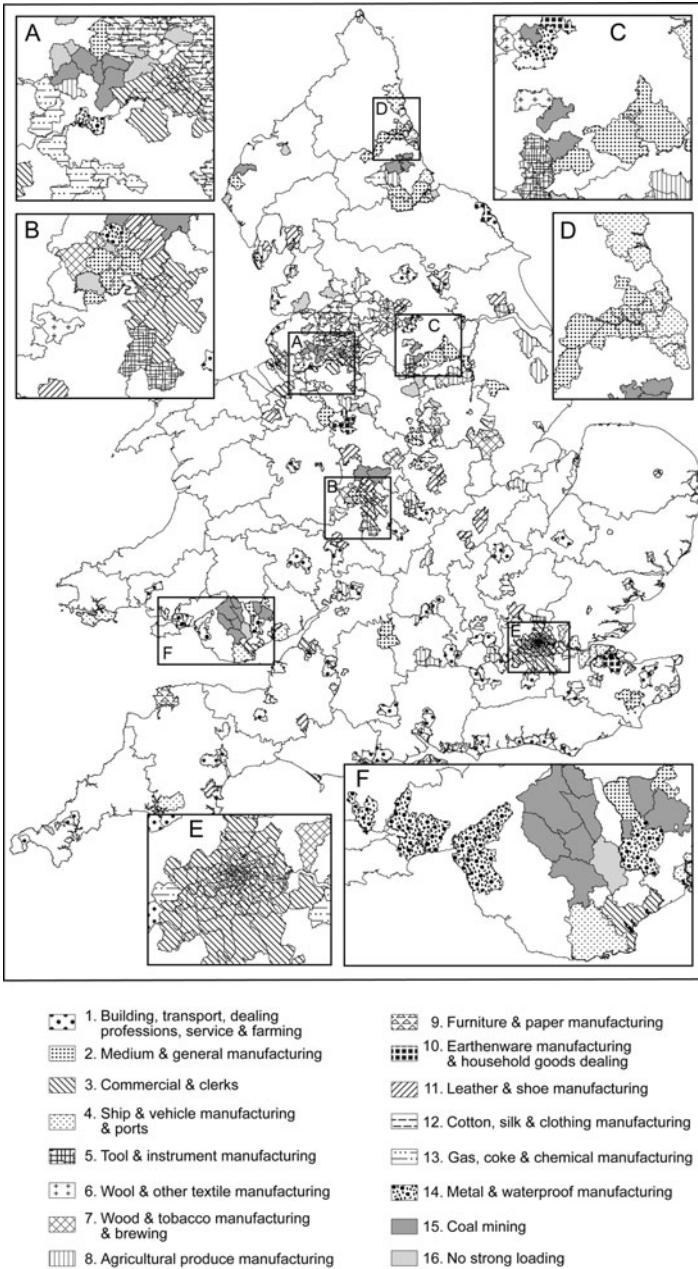 A
C
D
B
D
A
C
B
F
E
E
F
1. Building, transport, dealing
professions, service & farming
2. Medium & general manufacturing
3. Commercial & clerks
4. Ship & vehicle manufacturing
& ports
5. Tool & instrument manufacturing
6. Wool & other textile manufacturing
7. Wood & tobacco manufacturing
& brewing
8. Agricultural produce manufacturing
9. Furniture & paper manufacturing
10. Earthenware manufacturing
& household goods dealing
11. Leather & shoe manufacturing
12. Cotton, silk & clothing manufacturing
13. Gas, coke & chemical manufacturing
14. Metal & waterproof manufacturing
15. Coal mining
16. No strong loading